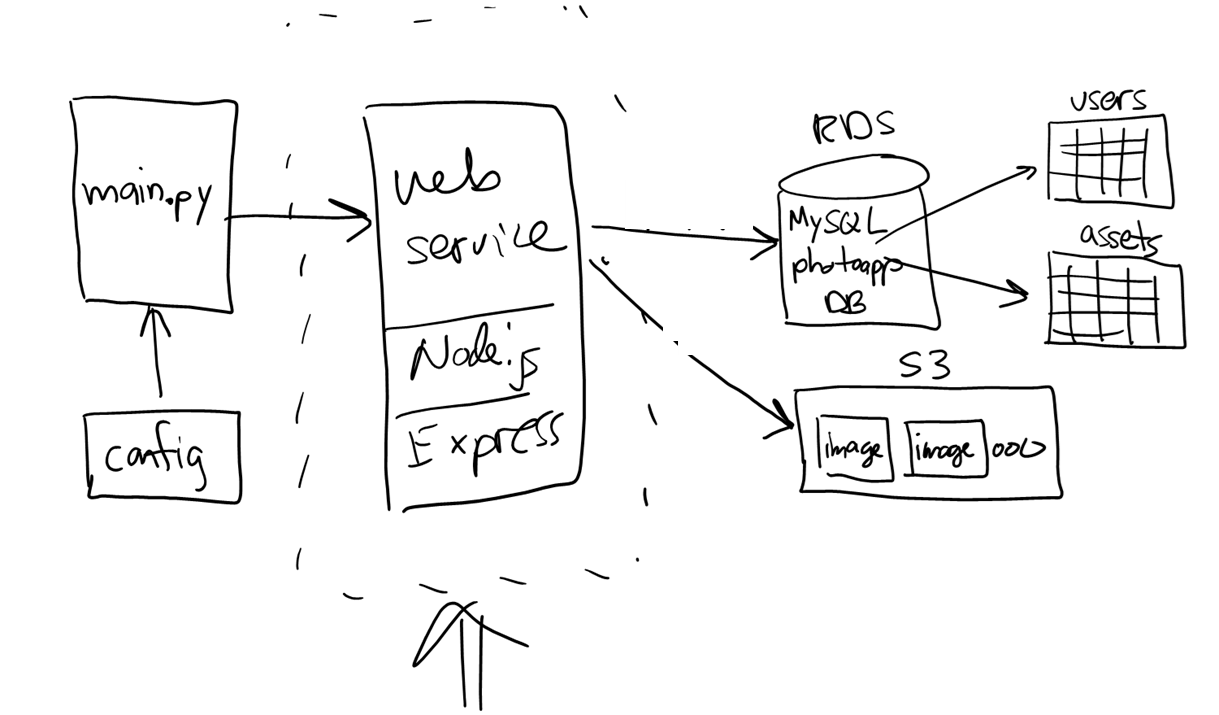 main.py
config
web
service
Node.js
Express
RDS
MySQL
photoapp
DB
users
assets
S3
image
image